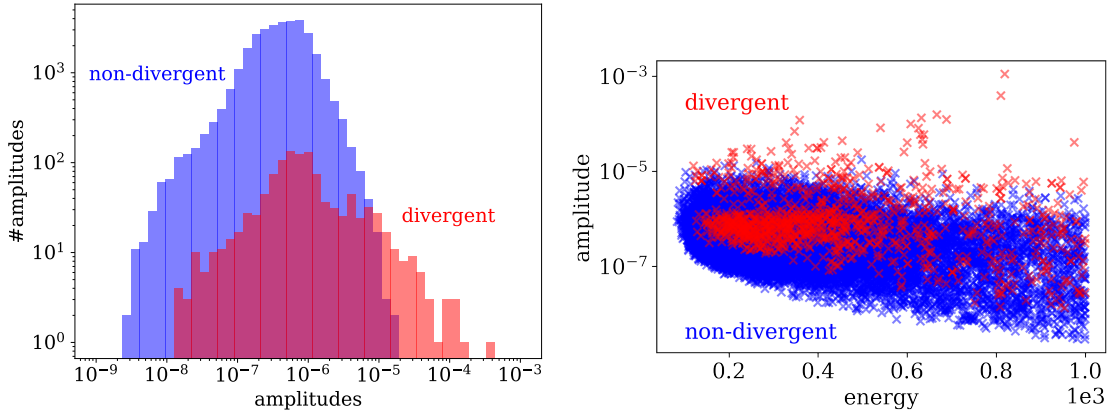 #amplitudes
10³
10²
10¹
10⁰
non-divergent
divergent
10⁻⁹
10⁻⁸
10⁻⁷
10⁻⁶
10⁻⁵
10⁻⁴
10⁻³
amplitudes
amplitude
10⁻³
10⁻⁵
10⁻⁷
divergent
non-divergent
0.2
0.4
0.6
0.8
1.0
energy
1e3